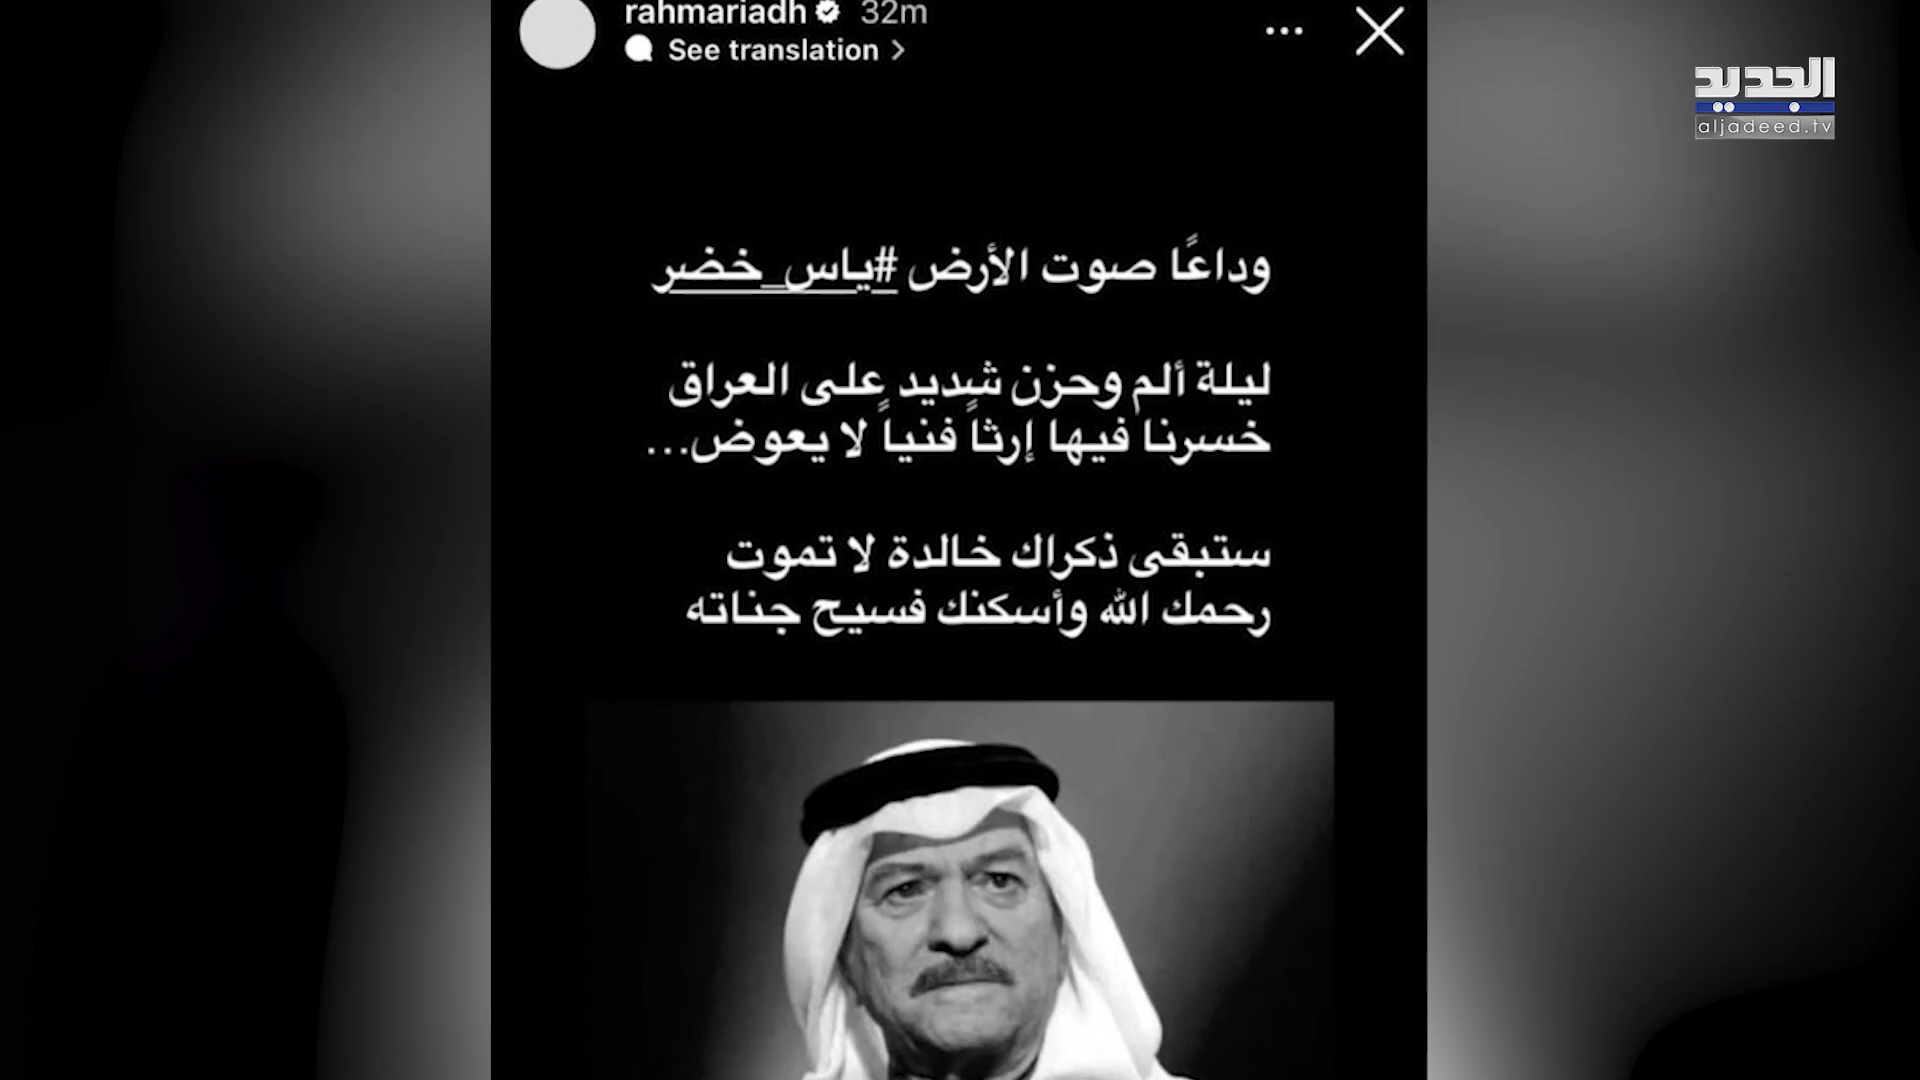 rahmariadh 32m
See translation >
الجديد
aljadeed.tv
وداعًا صوت الأرض #ياس_خضر
ليلة ألم وحزن شديد على العراق
خسرنا فيها إرثاً فنياً لا يعوض...
ستبقى ذكراك خالدة لا تموت
رحمك الله وأسكنك فسيح جناته